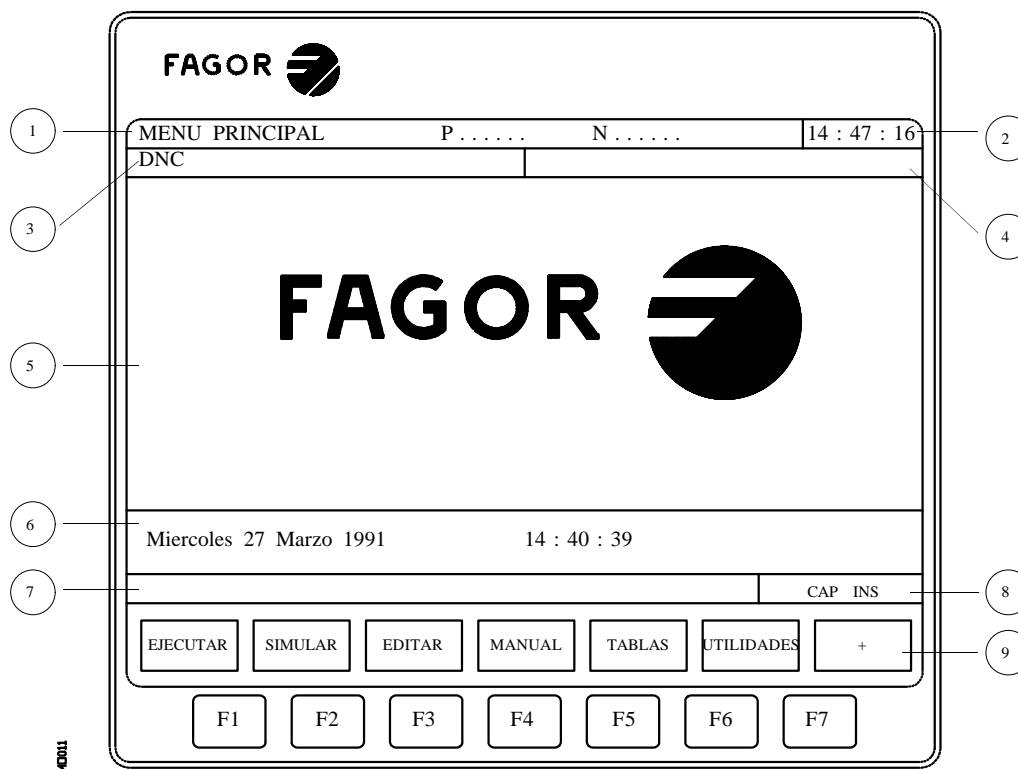 FAGOR
1 MENU PRINCIPAL P...... N...... 14 : 47 : 16 2
DNC
3 4
FAGOR
5
6
Miercoles 27 Marzo 1991 14 : 40 : 39
7 CAP INS 8
EJECUTAR SIMULAR EDITAR MANUAL TABLAS UTILIDADES + 9
F1 F2 F3 F4 F5 F6 F7